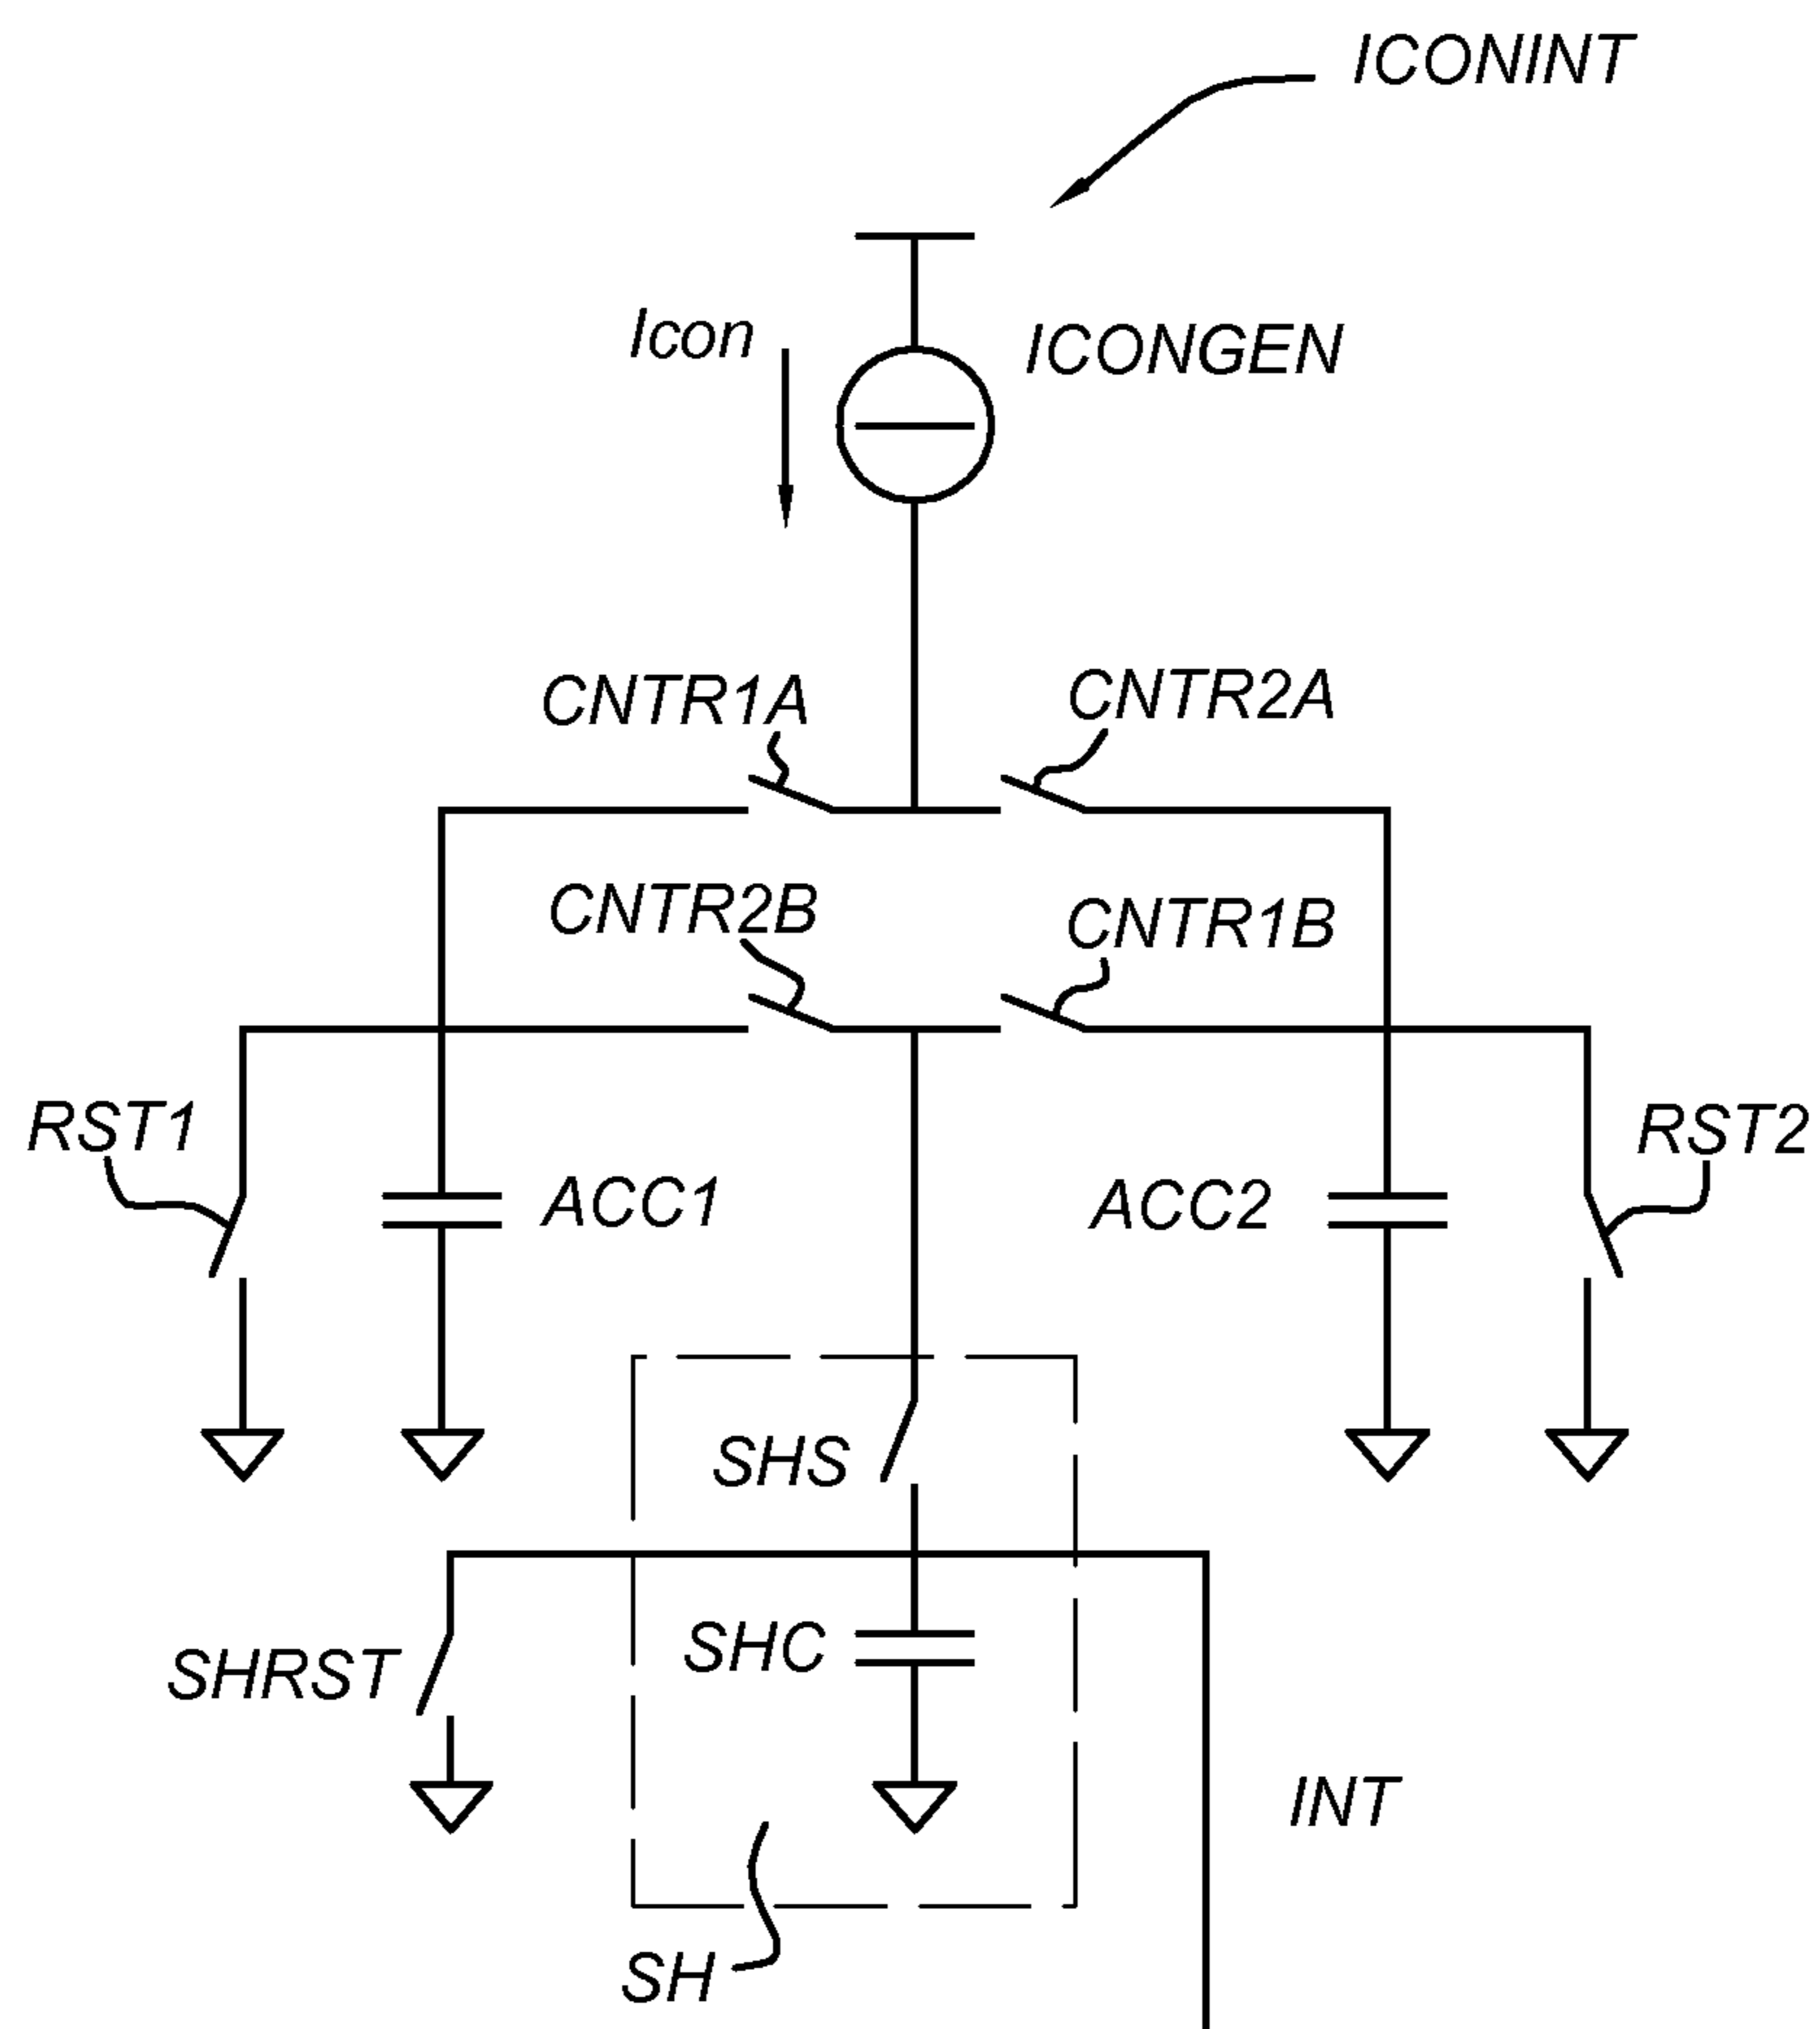 ICONINT
Icon
ICONGEN
CNTR1A
CNTR2A
CNTR2B
CNTR1B
RST1
ACC1
ACC2
RST2
SHS
SHRST
SHC
INT
SH